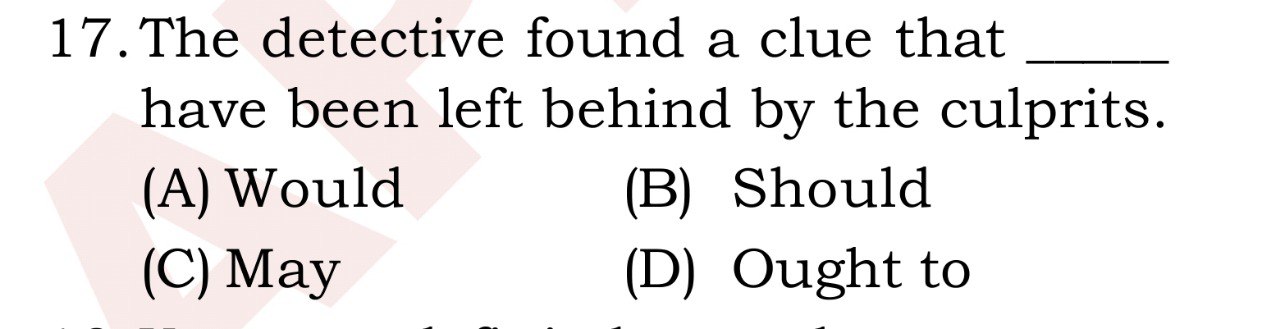 17. The detective found a clue that _____
have been left behind by the culprits.
(A) Would (B) Should
(C) May (D) Ought to